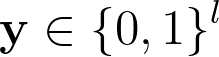 𝐲 ∈ {0, 1}ˡ